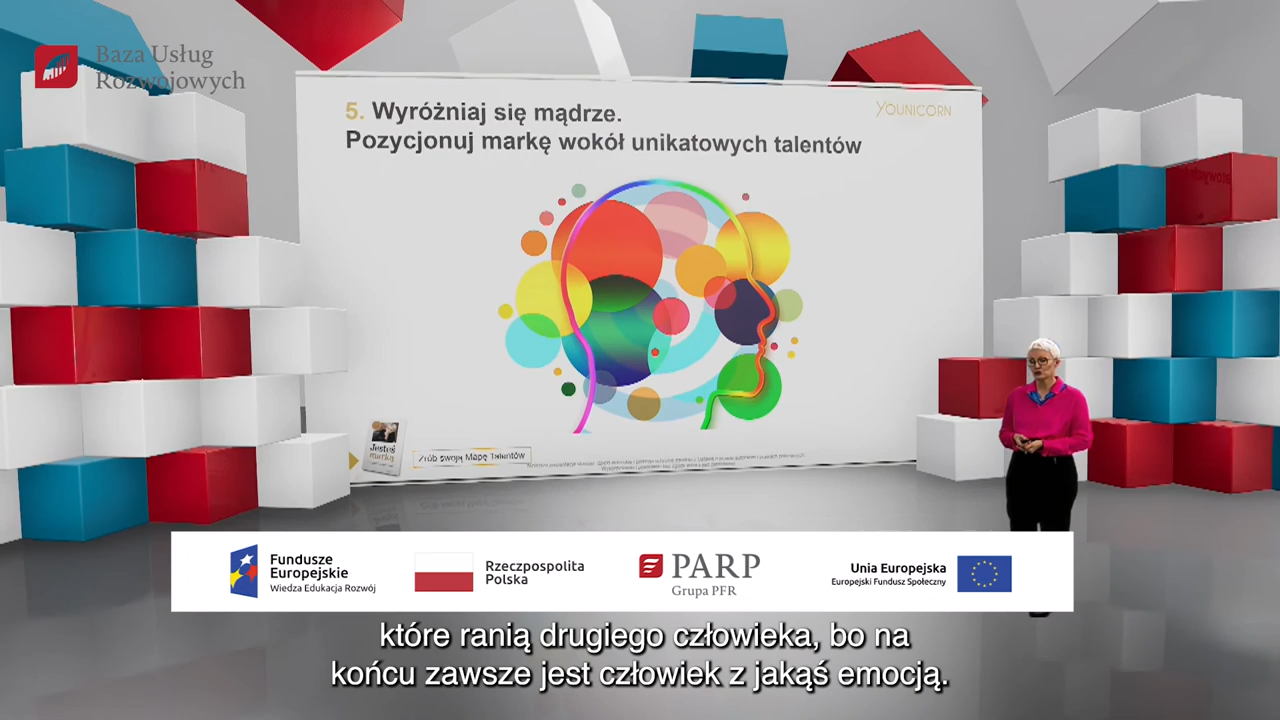 Baza Usług
Rozwojowych
5. Wyróżniaj się mądrze.
Pozycjonuj markę wokół unikatowych talentów
YOUNICORN
Jesteś
marką
Zrób swoją Mapę Talentów
Fundusze
Europejskie
Wiedza Edukacja Rozwój
Rzeczpospolita
Polska
PARP
Grupa PFR
Unia Europejska
Europejski Fundusz Społeczny
które ranią drugiego człowieka, bo na
końcu zawsze jest człowiek z jakąś emocją.